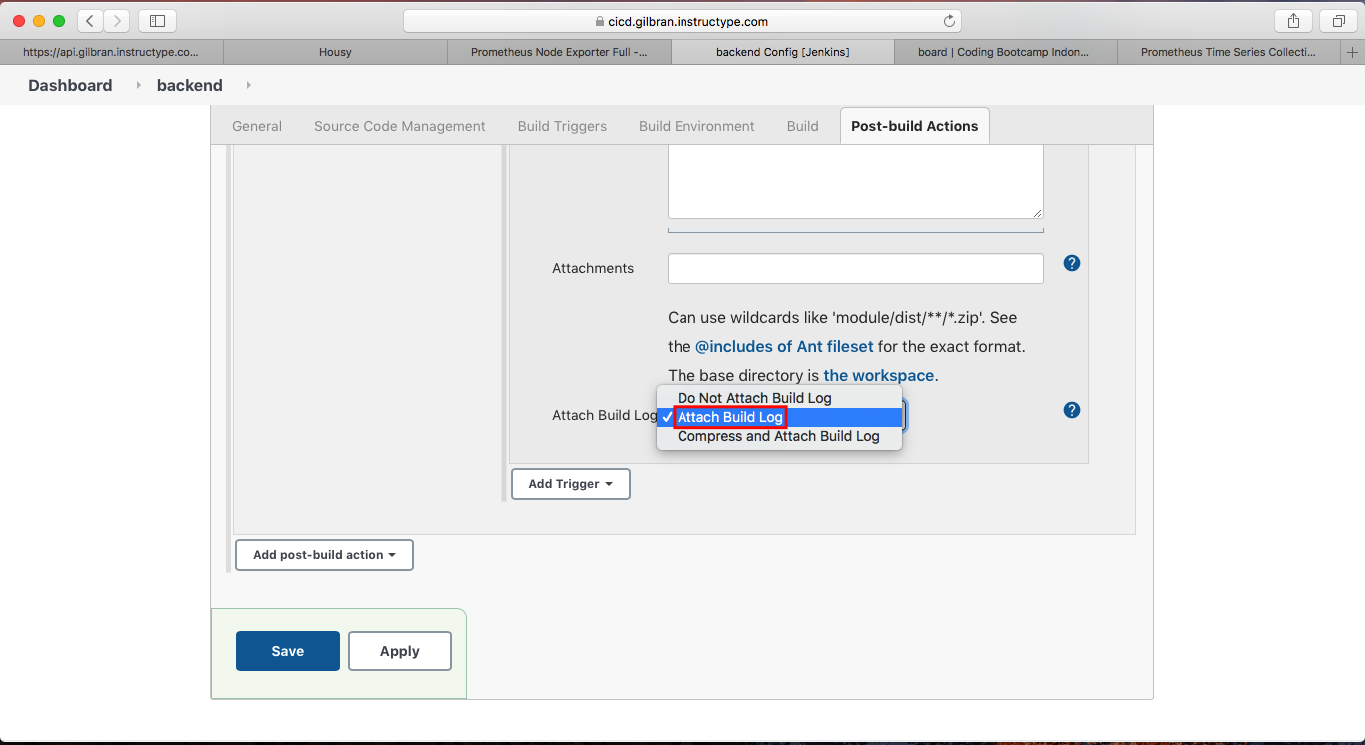 cicd.gilbran.instructype.com
https://api.gilbran.instructype.co...
Housy
Prometheus Node Exporter Full -...
backend Config [Jenkins]
board | Coding Bootcamp Indon...
Prometheus Time Series Collecti...
Dashboard
backend
General
Source Code Management
Build Triggers
Build Environment
Build
Post-build Actions
Attachments
Can use wildcards like 'module/dist/**/*.zip'. See
the @includes of Ant fileset for the exact format.
The base directory is the workspace.
Do Not Attach Build Log
Attach Build Log
✓ Attach Build Log
Compress and Attach Build Log
Add Trigger
Add post-build action
Save
Apply